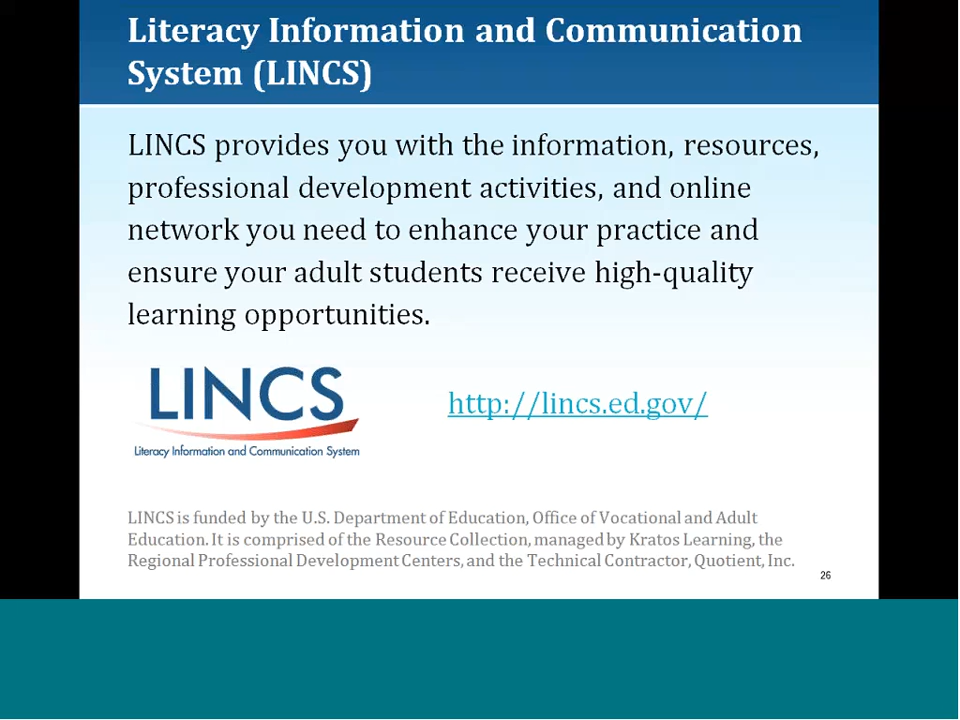 Literacy Information and Communication
System (LINCS)
LINCS provides you with the information, resources,
professional development activities, and online
network you need to enhance your practice and
ensure your adult students receive high-quality
learning opportunities.
LINCS
Literacy Information and Communication System
http://lincs.ed.gov/
LINCS is funded by the U.S. Department of Education, Office of Vocational and Adult
Education. It is comprised of the Resource Collection, managed by Kratos Learning, the
Regional Professional Development Centers, and the Technical Contractor, Quotient, Inc.
26